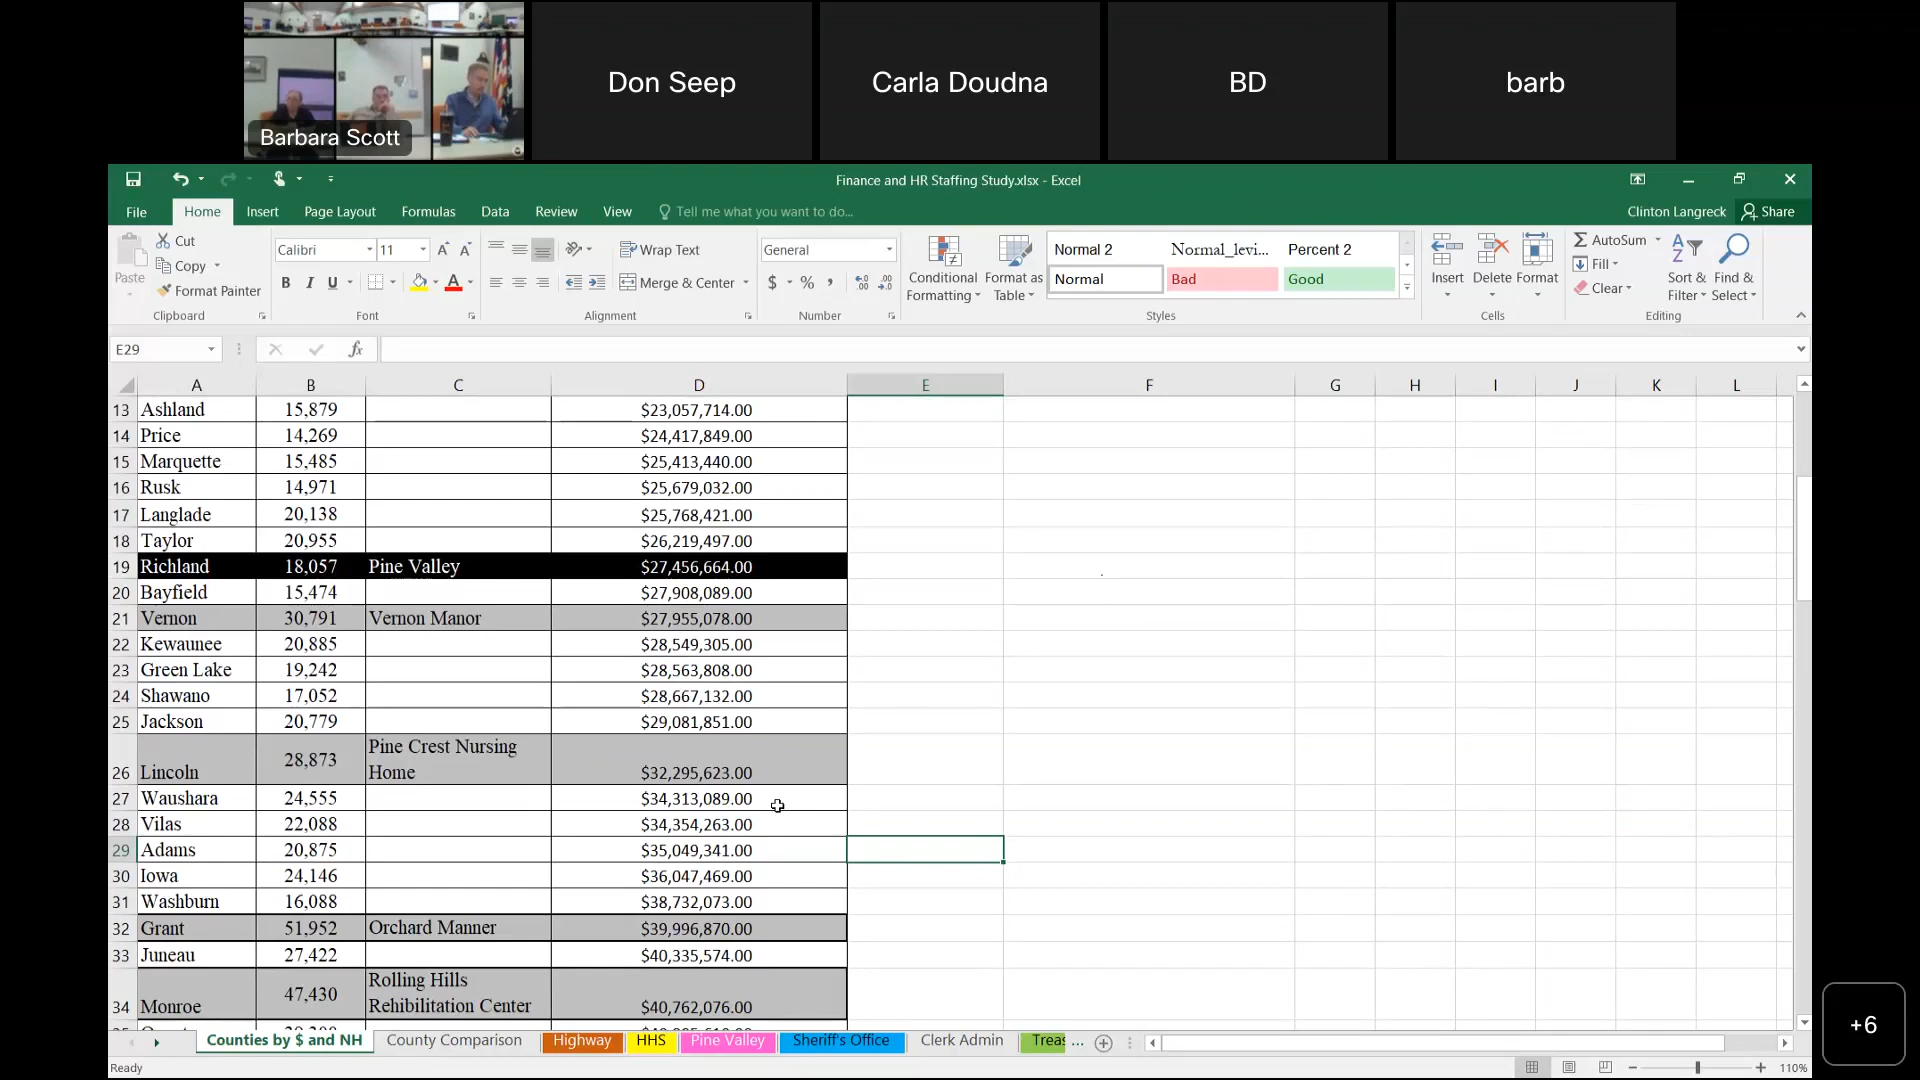 Barbara Scott
Don Seep
Carla Doudna
BD
barb
Finance and HR Staffing Study.xlsx - Excel
File Home Insert Page Layout Formulas Data Review View Tell me what you want to do... Clinton Langreck Share
Paste
Cut
Copy
Format Painter
Clipboard
Calibri 11
B I U
Font
Wrap Text
Merge & Center
Alignment
General
$ % ,
Number
Conditional Formatting
Format as Table
Normal 2 Normal_levi... Percent 2
Normal Bad Good
Styles
Insert Delete Format
Cells
AutoSum
Fill
Clear
Sort & Filter
Find & Select
Editing
E29 fx
A B C D E F G H I J K L
13 Ashland 15,879 $23,057,714.00
14 Price 14,269 $24,417,849.00
15 Marquette 15,485 $25,413,440.00
16 Rusk 14,971 $25,679,032.00
17 Langlade 20,138 $25,768,421.00
18 Taylor 20,955 $26,219,497.00
19 Richland 18,057 Pine Valley $27,456,664.00
20 Bayfield 15,474 $27,908,089.00
21 Vernon 30,791 Vernon Manor $27,955,078.00
22 Kewaunee 20,885 $28,549,305.00
23 Green Lake 19,242 $28,563,808.00
24 Shawano 17,052 $28,667,132.00
25 Jackson 20,779 $29,081,851.00
26 Lincoln 28,873 Pine Crest Nursing Home $32,295,623.00
27 Waushara 24,555 $34,313,089.00
28 Vilas 22,088 $34,354,263.00
29 Adams 20,875 $35,049,341.00
30 Iowa 24,146 $36,047,469.00
31 Washburn 16,088 $38,732,073.00
32 Grant 51,952 Orchard Manner $39,996,870.00
33 Juneau 27,422 $40,335,574.00
34 Monroe 47,430 Rolling Hills Rehibilitation Center $40,762,076.00
Counties by $ and NH County Comparison Highway HHS Pine Valley Sheriff's Office Clerk Admin Treas ...
Ready 110%
+6